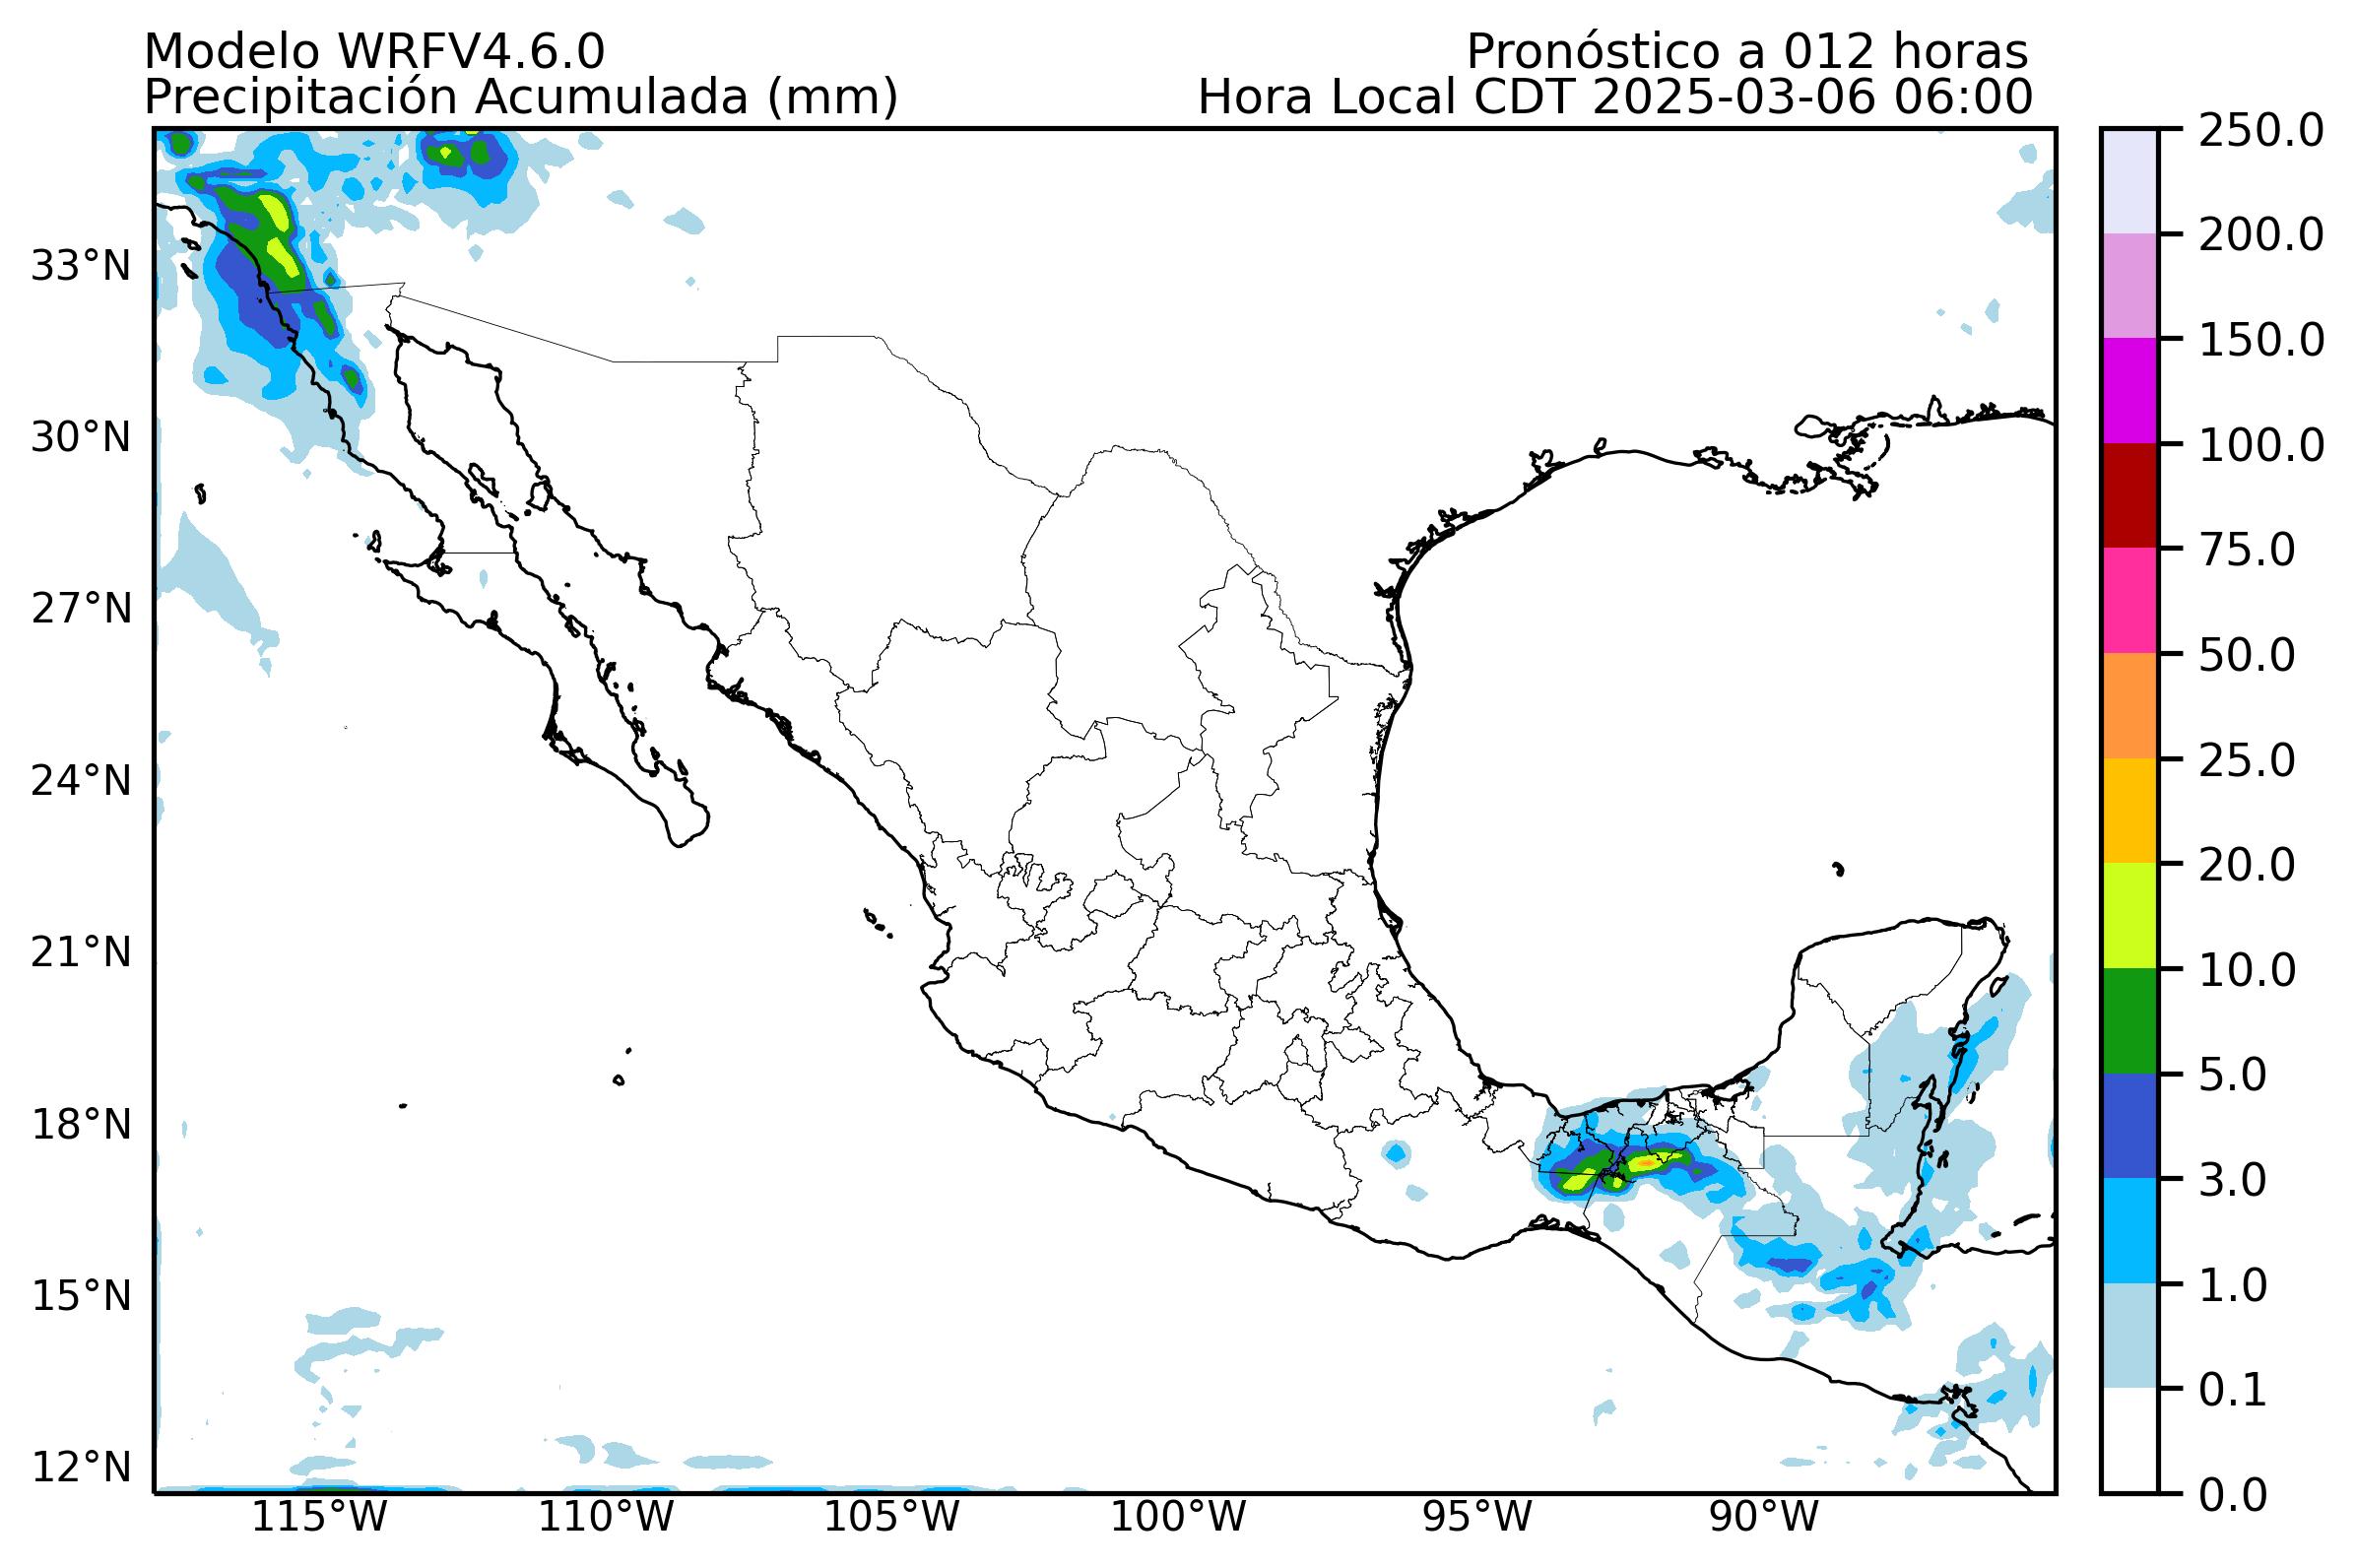 Modelo WRFV4.6.0
Pronóstico a 012 horas
Precipitación Acumulada (mm)
Hora Local CDT 2025-03-06 06:00
33°N
30°N
27°N
24°N
21°N
18°N
15°N
12°N
115°W
110°W
105°W
100°W
95°W
90°W
250.0
200.0
150.0
100.0
75.0
50.0
25.0
20.0
10.0
5.0
3.0
1.0
0.1
0.0